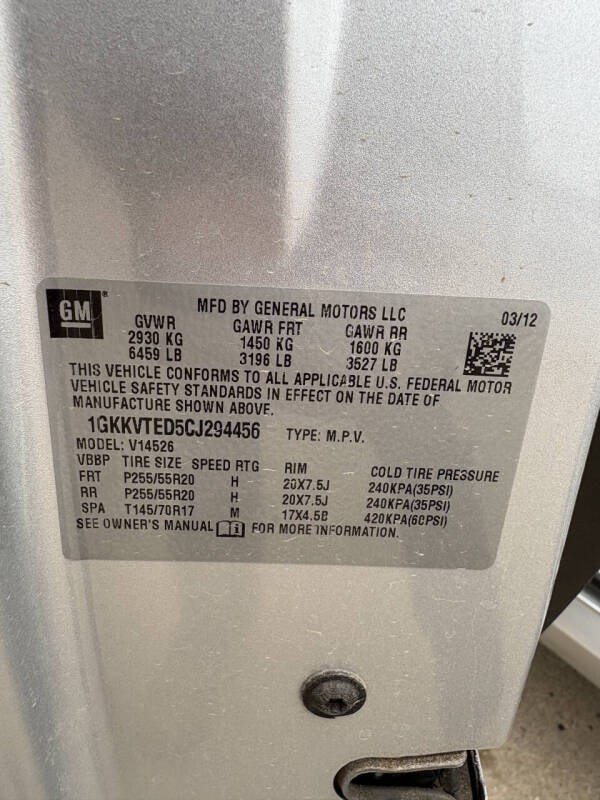 GM
MFD BY GENERAL MOTORS LLC 03/12
GVWR GAWR FRT GAWR RR
2930 KG 1450 KG 1600 KG
6459 LB 3196 LB 3527 LB
THIS VEHICLE CONFORMS TO ALL APPLICABLE U.S. FEDERAL MOTOR
VEHICLE SAFETY STANDARDS IN EFFECT ON THE DATE OF
MANUFACTURE SHOWN ABOVE.
1GKKVTED5CJ294456 TYPE: M.P.V.
MODEL: V14526
VBBP TIRE SIZE SPEED RTG RIM COLD TIRE PRESSURE
FRT P255/55R20 H 20X7.5J 240KPA(35PSI)
RR P255/55R20 H 20X7.5J 240KPA(35PSI)
SPA T145/70R17 M 17X4.5B 420KPA(60PSI)
SEE OWNER'S MANUAL FOR MORE INFORMATION.